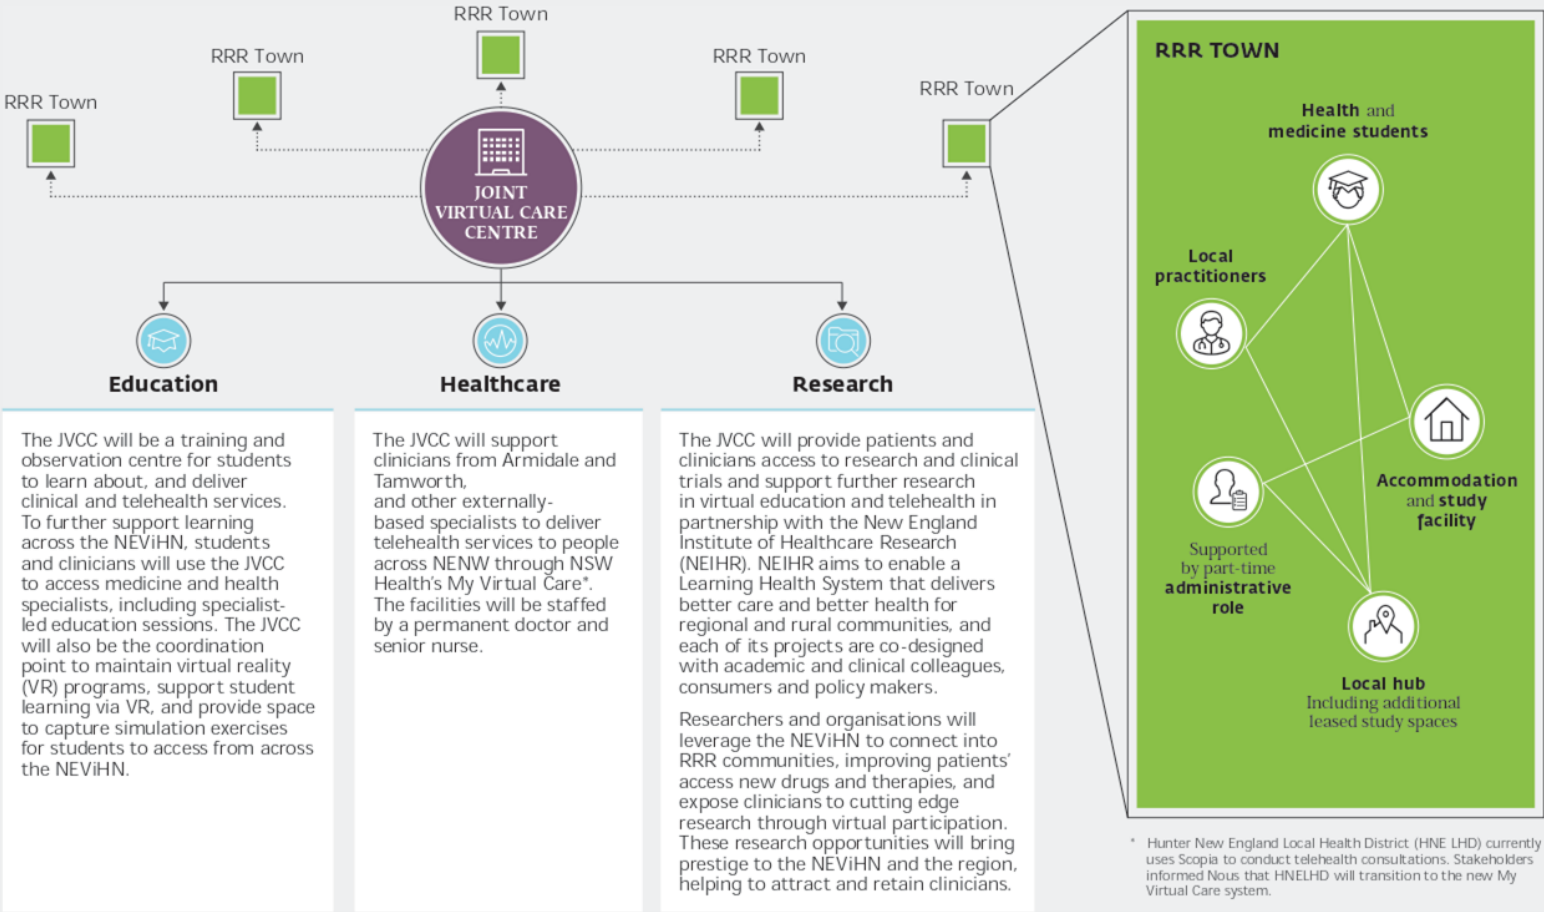 RRR Town
RRR Town
RRR Town
RRR Town
RRR Town
JOINT
VIRTUAL CARE
CENTRE
Education
The JVCC will be a training and
observation centre for students
to learn about, and deliver
clinical and telehealth services.
To further support learning
across the NEViHN, students
and clinicians will use the JVCC
to access medicine and health
specialists, including specialist-
led education sessions. The JVCC
will also be the coordination
point to maintain virtual reality
(VR) programs, support student
learning via VR, and provide space
to capture simulation exercises
for students to access from across
the NEViHN.
Healthcare
The JVCC will support
clinicians from Armidale and
Tamworth,
and other externally-
based specialists to deliver
telehealth services to people
across NENW through NSW
Health's My Virtual Care*.
The facilities will be staffed
by a permanent doctor and
senior nurse.
Research
The JVCC will provide patients and
clinicians access to research and clinical
trials and support further research
in virtual education and telehealth in
partnership with the New England
Institute of Healthcare Research
(NEIHR). NEIHR aims to enable a
Learning Health System that delivers
better care and better health for
regional and rural communities, and
each of its projects are co-designed
with academic and clinical colleagues,
consumers and policy makers.
Researchers and organisations will
leverage the NEViHN to connect into
RRR communities, improving patients'
access new drugs and therapies, and
expose clinicians to cutting edge
research through virtual participation.
These research opportunities will bring
prestige to the NEViHN and the region,
helping to attract and retain clinicians.
RRR TOWN
Health and
medicine students
Local
practitioners
Accommodation
and study
facility
Supported
by part-time
administrative
role
Local hub
Including additional
leased study spaces
* Hunter New England Local Health District (HNE LHD) currently
uses Scopia to conduct telehealth consultations. Stakeholders
informed Nous that HNELHD will transition to the new My
Virtual Care system.